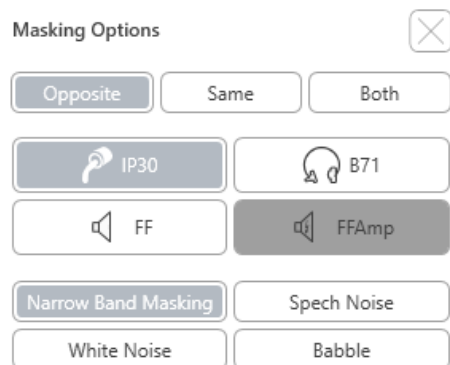 Masking Options
Opposite Same Both
IP30 B71
FF FFAmp
Narrow Band Masking Spech Noise
White Noise Babble